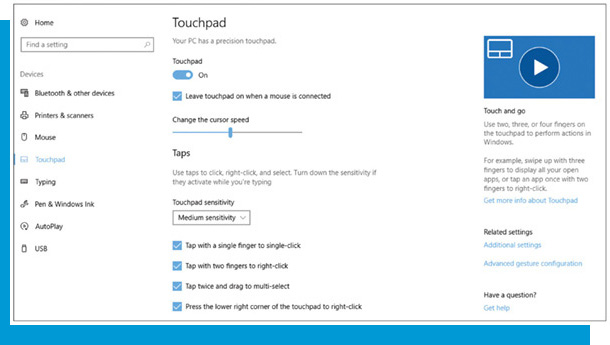 Home
Find a setting
Devices
Bluetooth & other devices
Printers & scanners
Mouse
Touchpad
Typing
Pen & Windows Ink
AutoPlay
USB
Touchpad
Your PC has a precision touchpad.
Touchpad
On
Leave touchpad on when a mouse is connected
Change the cursor speed
Taps
Use taps to click, right-click, and select. Turn down the sensitivity if
they activate while you're typing
Touchpad sensitivity
Medium sensitivity
Tap with a single finger to single-click
Tap with two fingers to right-click
Tap twice and drag to multi-select
Press the lower right corner of the touchpad to right-click
Touch and go
Use two, three, or four fingers on
the touchpad to perform actions in
Windows.
For example, swipe up with three
fingers to display all your open
apps, or tap an app once with two
fingers to right-click.
Get more info about Touchpad
Related settings
Additional settings
Advanced gesture configuration
Have a question?
Get help